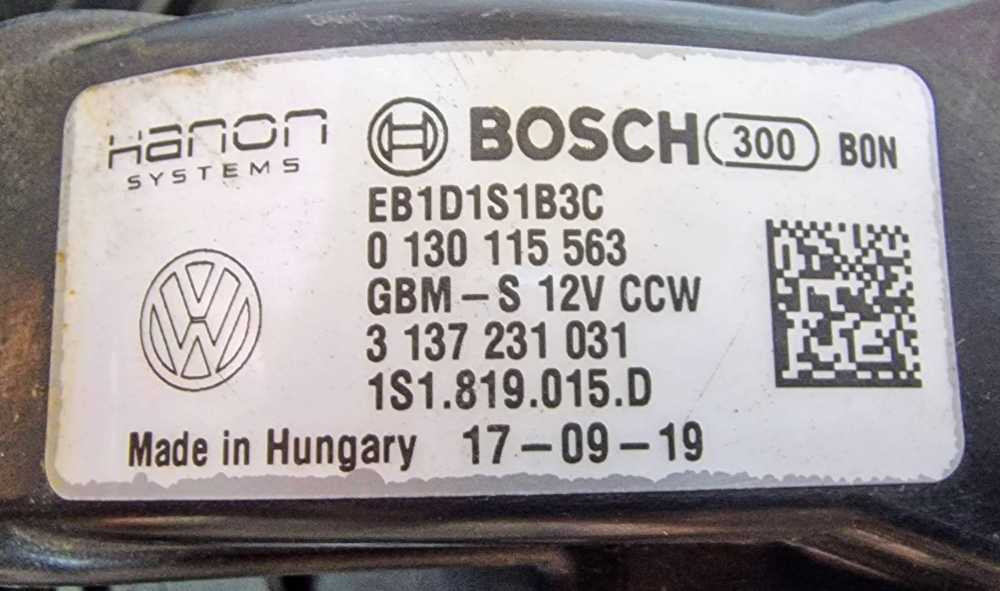 Hanon
SYSTEMS
BOSCH 300 BON
EB1D1S1B3C
0 130 115 563
GBM – S 12V CCW
3 137 231 031
1S1.819.015.D
Made in Hungary 17–09–19